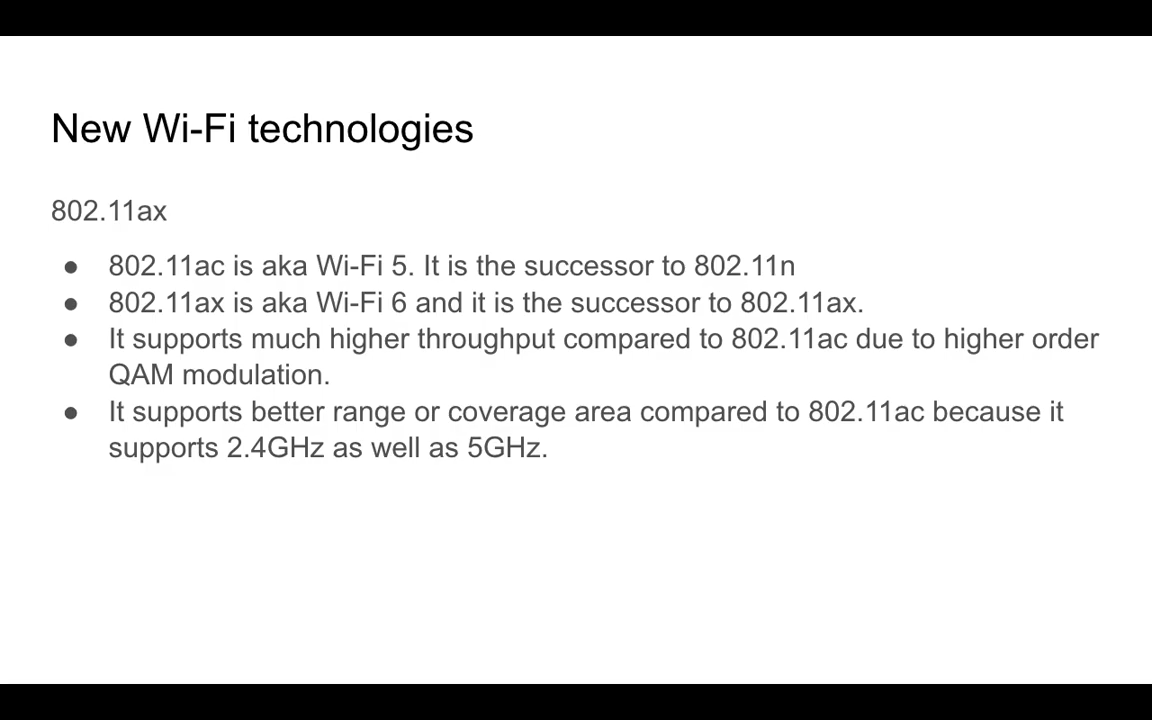 New Wi-Fi technologies
802.11ax
● 802.11ac is aka Wi-Fi 5. It is the successor to 802.11n
● 802.11ax is aka Wi-Fi 6 and it is the successor to 802.11ax.
● It supports much higher throughput compared to 802.11ac due to higher order
QAM modulation.
● It supports better range or coverage area compared to 802.11ac because it
supports 2.4GHz as well as 5GHz.